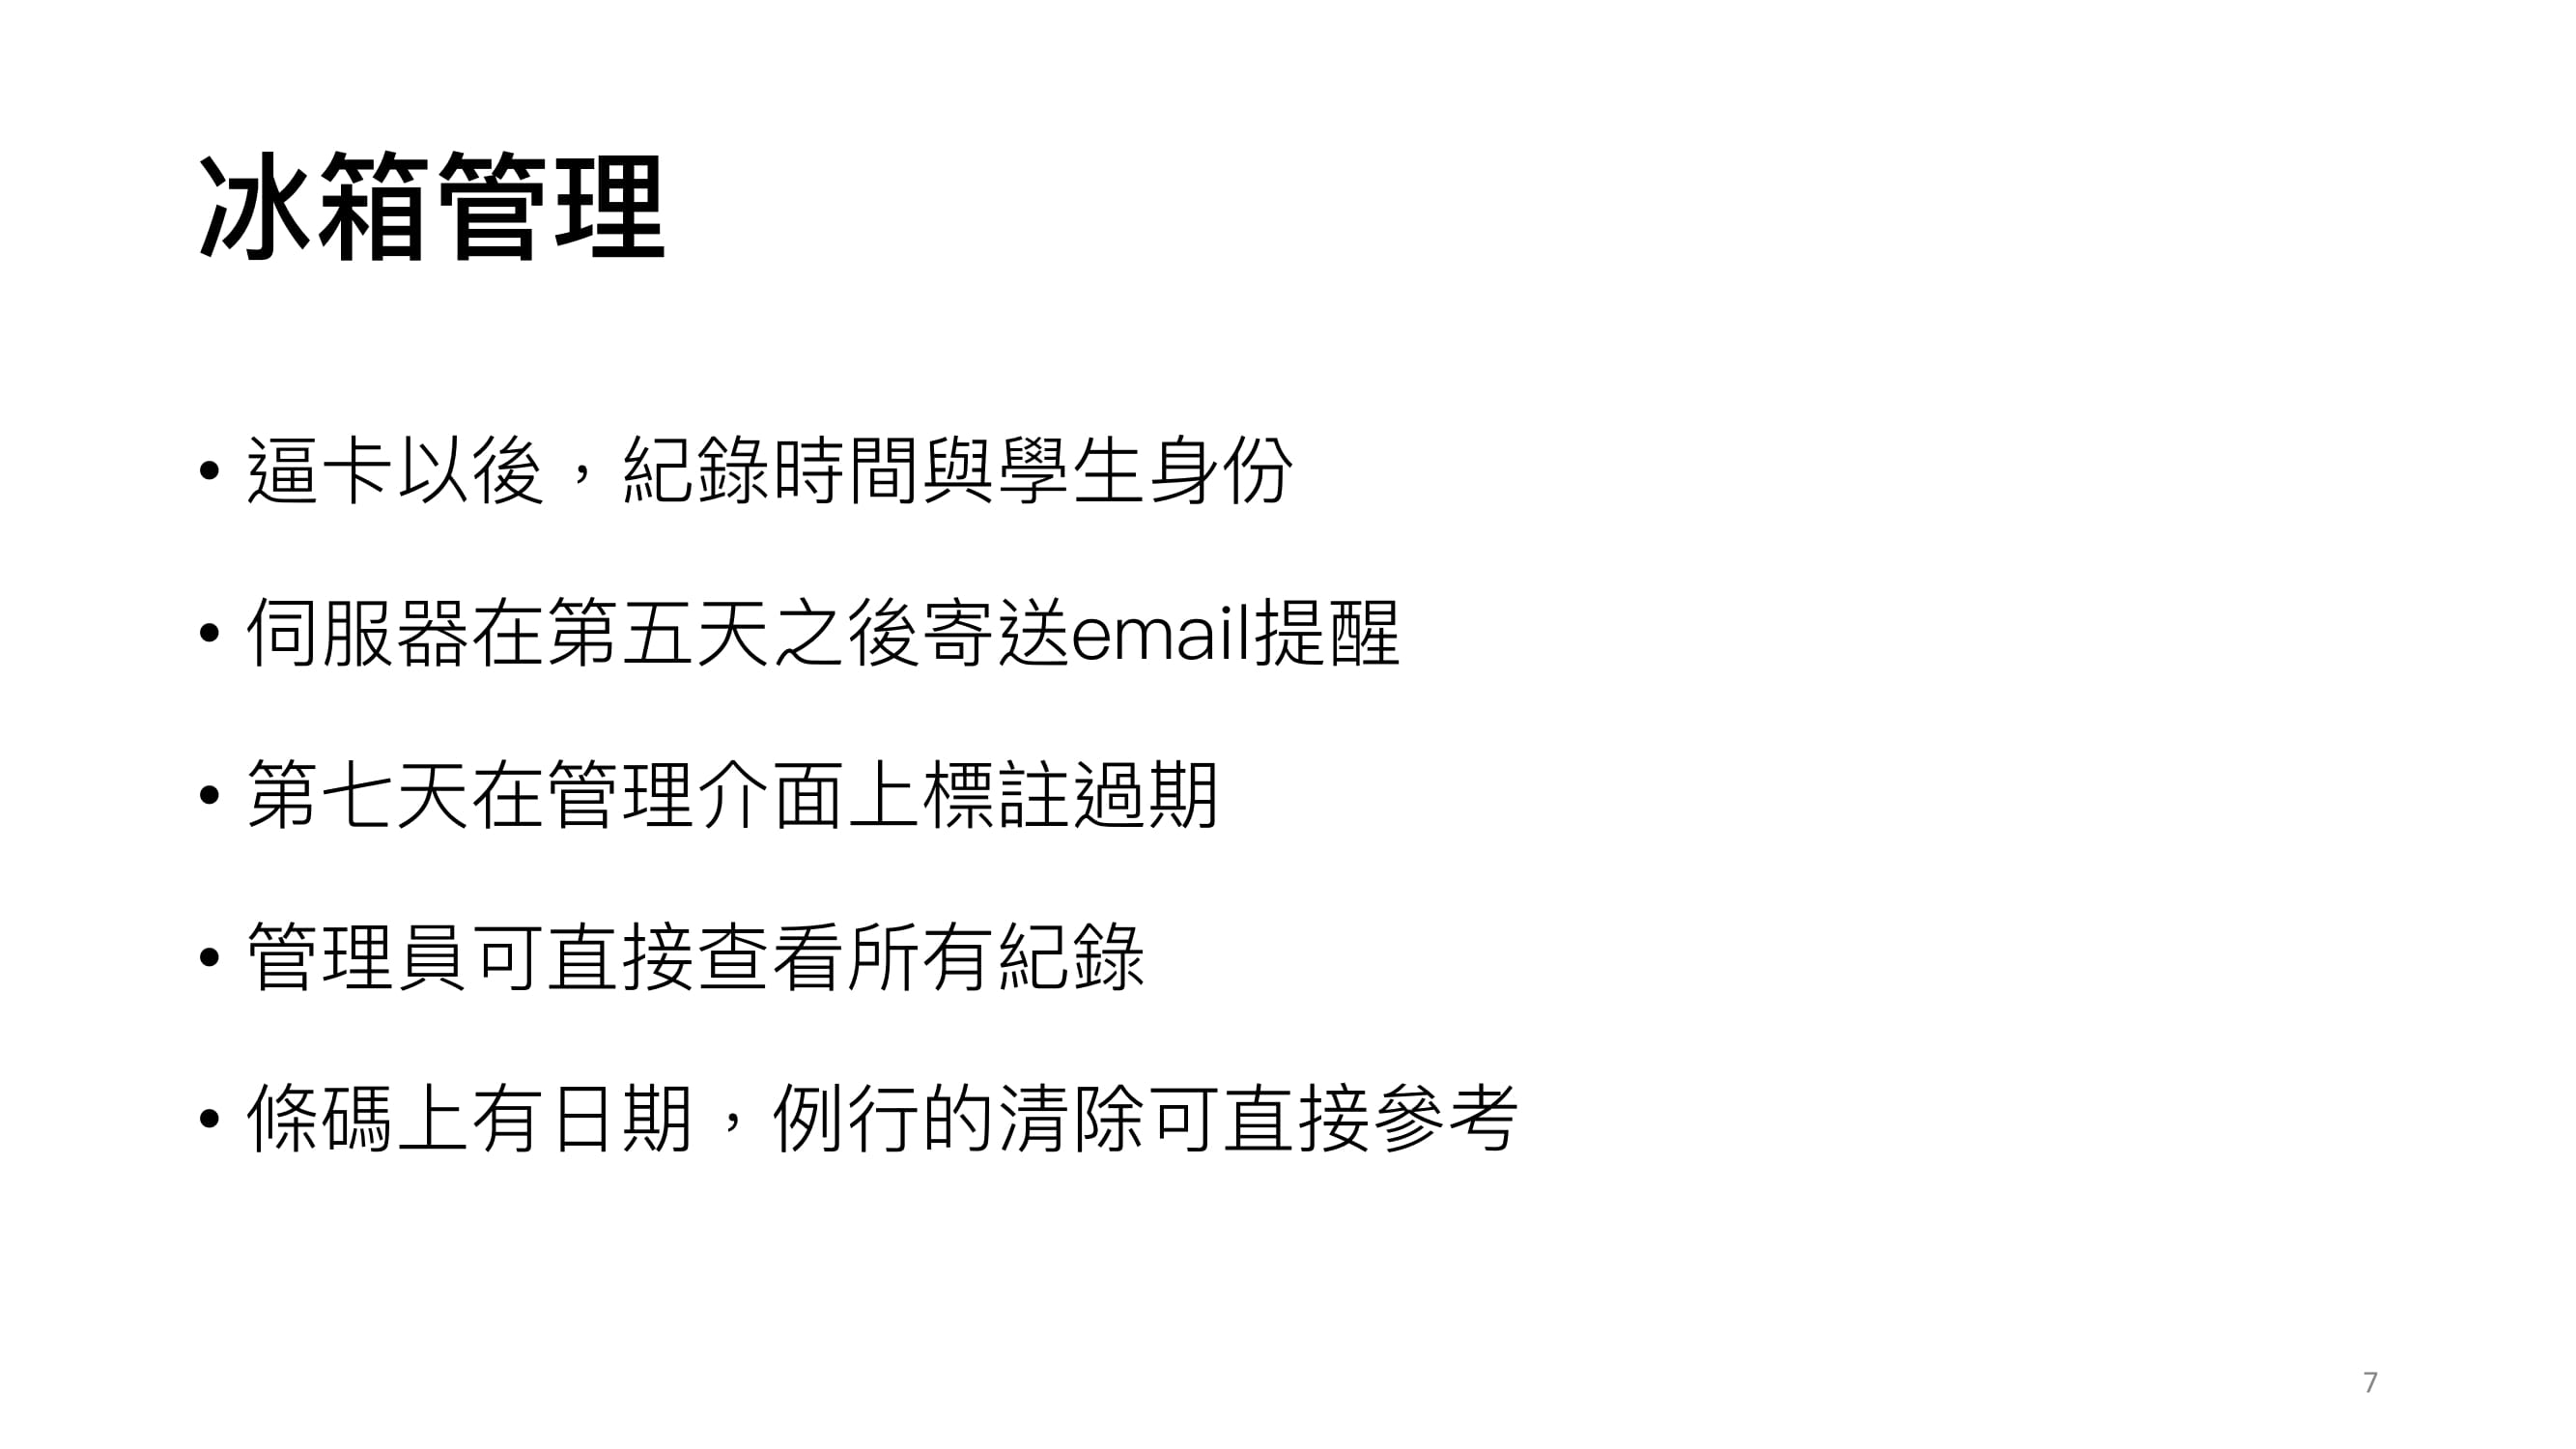 冰箱管理
• 逼卡以後，紀錄時間與學生身份
• 伺服器在第五天之後寄送email提醒
• 第七天在管理介面上標註過期
• 管理員可直接查看所有紀錄
• 條碼上有日期，例行的清除可直接參考
7